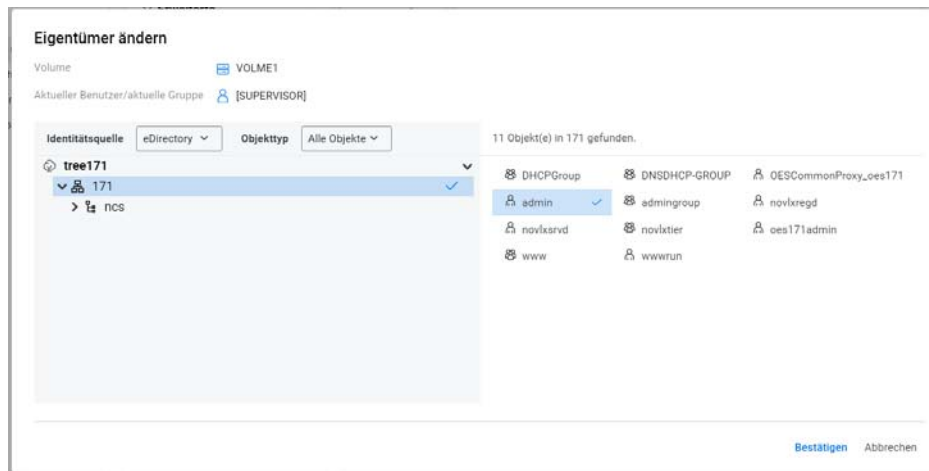 Eigentümer ändern
Volume VOLME1
Aktueller Benutzer/aktuelle Gruppe [SUPERVISOR]
Identitätsquelle eDirectory Objekttyp Alle Objekte
tree171
171
ncs
11 Objekt(e) in 171 gefunden.
DHCPGroup DNSDHCP-GROUP OESCommonProxy_oes171
admin admingroup novlxregd
novlxsrvd novlxtier oes171admin
www wwwrun
Bestätigen Abbrechen